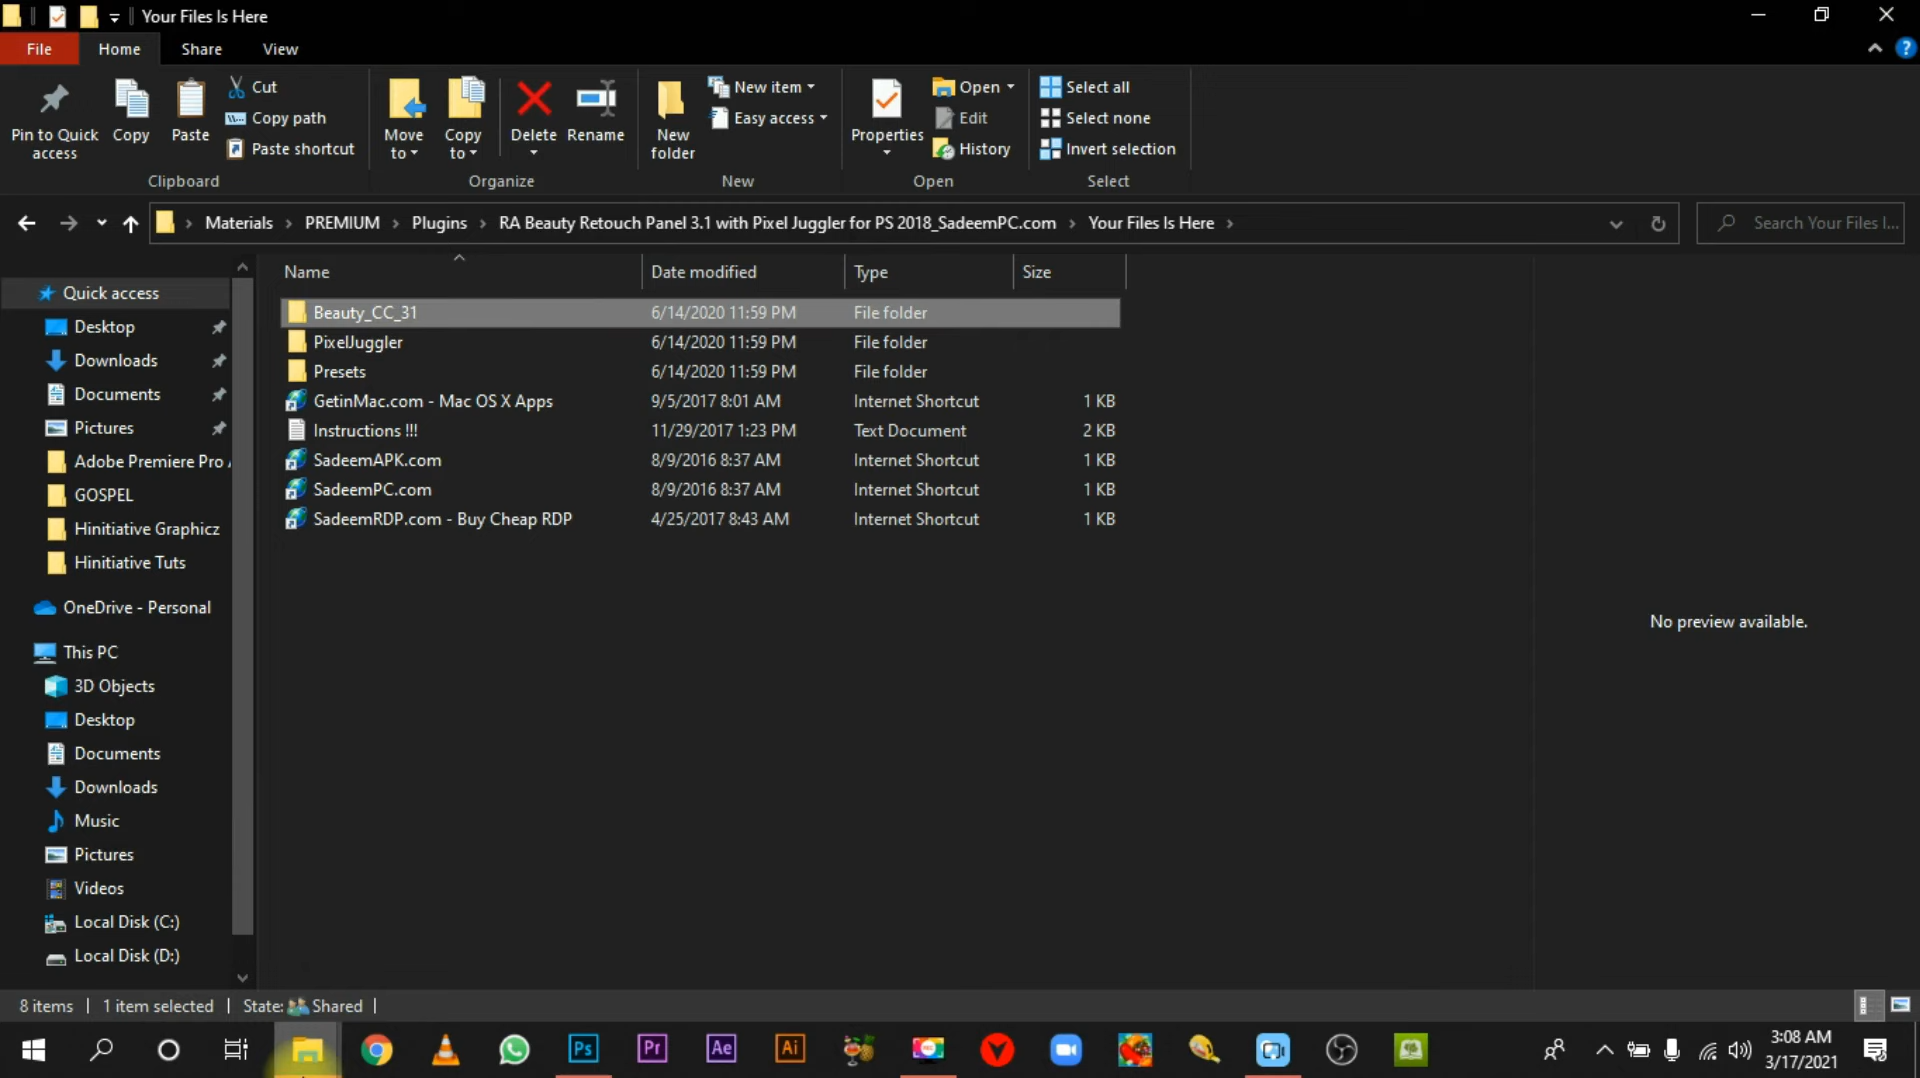 Your Files Is Here
File
Home
Share
View
Pin to Quick access
Copy
Paste
Cut
Copy path
Paste shortcut
Clipboard
Move to
Copy to
Delete
Rename
Organize
New folder
New item
Easy access
New
Properties
Open
Edit
History
Open
Select all
Select none
Invert selection
Select
Materials
PREMIUM
Plugins
RA Beauty Retouch Panel 3.1 with Pixel Juggler for PS 2018_SadeemPC.com
Your Files Is Here
Search Your Files I...
Quick access
Desktop
Downloads
Documents
Pictures
Adobe Premiere Pro
GOSPEL
Hinitiative Graphicz
Hinitiative Tuts
OneDrive - Personal
This PC
3D Objects
Desktop
Documents
Downloads
Music
Pictures
Videos
Local Disk (C:)
Local Disk (D:)
Name Date modified Type Size
Beauty_CC_31 6/14/2020 11:59 PM File folder
PixelJuggler 6/14/2020 11:59 PM File folder
Presets 6/14/2020 11:59 PM File folder
GetinMac.com - Mac OS X Apps 9/5/2017 8:01 AM Internet Shortcut 1 KB
Instructions !!! 11/29/2017 1:23 PM Text Document 2 KB
SadeemAPK.com 8/9/2016 8:37 AM Internet Shortcut 1 KB
SadeemPC.com 8/9/2016 8:37 AM Internet Shortcut 1 KB
SadeemRDP.com - Buy Cheap RDP 4/25/2017 8:43 AM Internet Shortcut 1 KB
No preview available.
8 items 1 item selected State: Shared
Ps
Pr
Ae
Ai
3:08 AM
3/17/2021